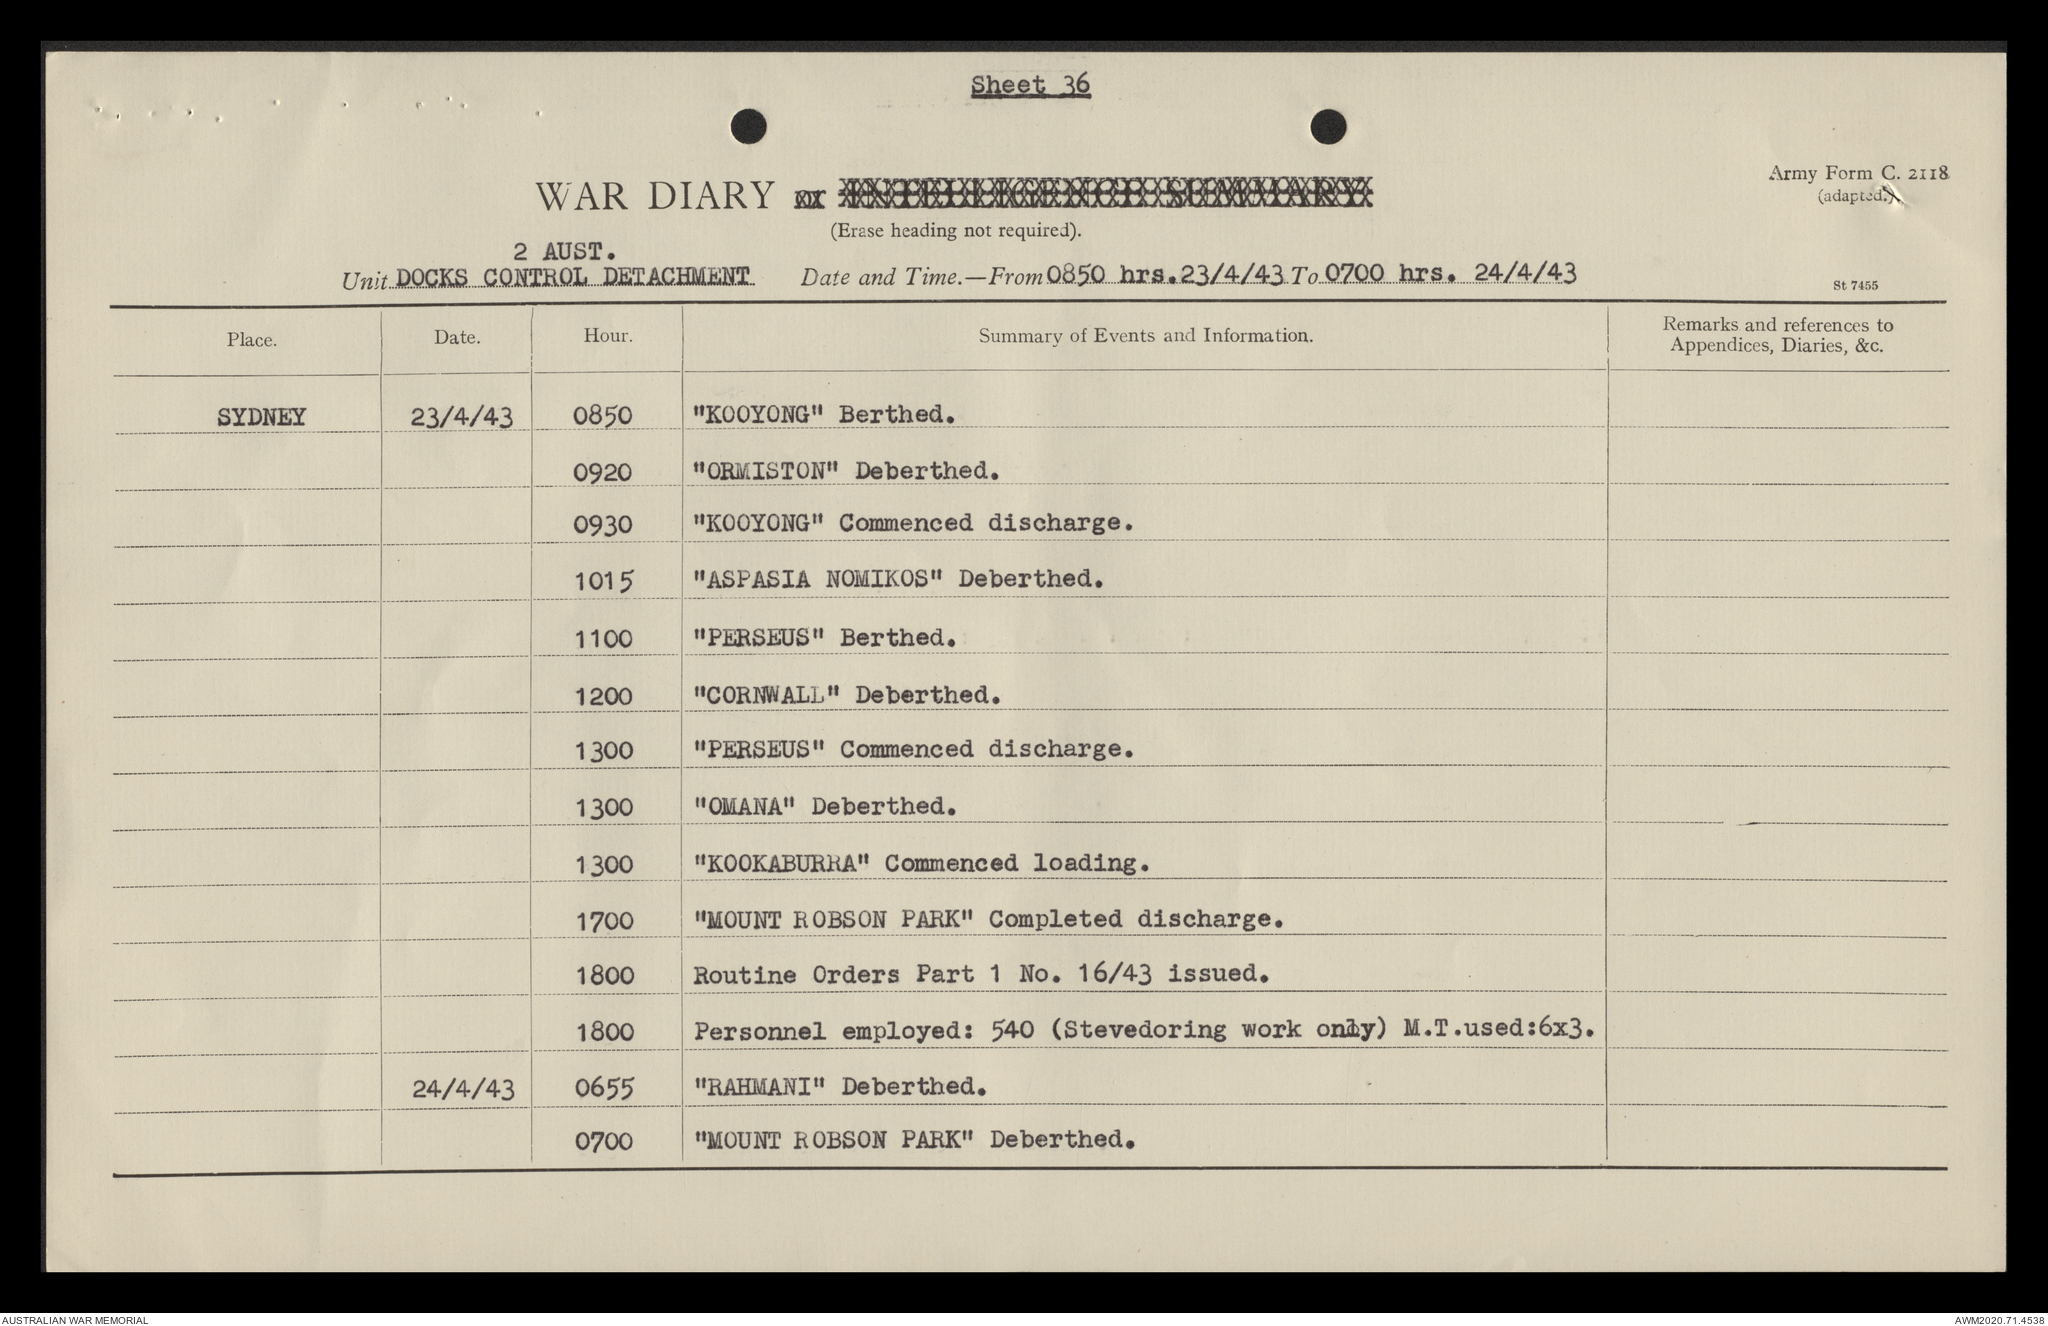 Sheet 36
Army Form C. 2118
(adapted.)
WAR DIARY or INTELLIGENCE SUMMARY.
(Erase heading not required).
2 AUST.
Unit DOCKS CONTROL DETACHMENT Date and Time.—From 0850 hrs. 23/4/43 To 0700 hrs. 24/4/43
St 7455
Place. Date. Hour. Summary of Events and Information. Remarks and references to
Appendices, Diaries, &c.
SYDNEY 23/4/43 0850 "KOOYONG" Berthed.
0920 "ORMISTON" Deberthed.
0930 "KOOYONG" Commenced discharge.
1015 "ASPASIA NOMIKOS" Deberthed.
1100 "PERSEUS" Berthed.
1200 "CORNWALL" Deberthed.
1300 "PERSEUS" Commenced discharge.
1300 "OMANA" Deberthed.
1300 "KOOKABURRA" Commenced loading.
1700 "MOUNT ROBSON PARK" Completed discharge.
1800 Routine Orders Part 1 No. 16/43 issued.
1800 Personnel employed: 540 (Stevedoring work only) M.T.used:6x3.
24/4/43 0655 "RAHMANI" Deberthed.
0700 "MOUNT ROBSON PARK" Deberthed.
AUSTRALIAN WAR MEMORIAL AWM2020.71.4538